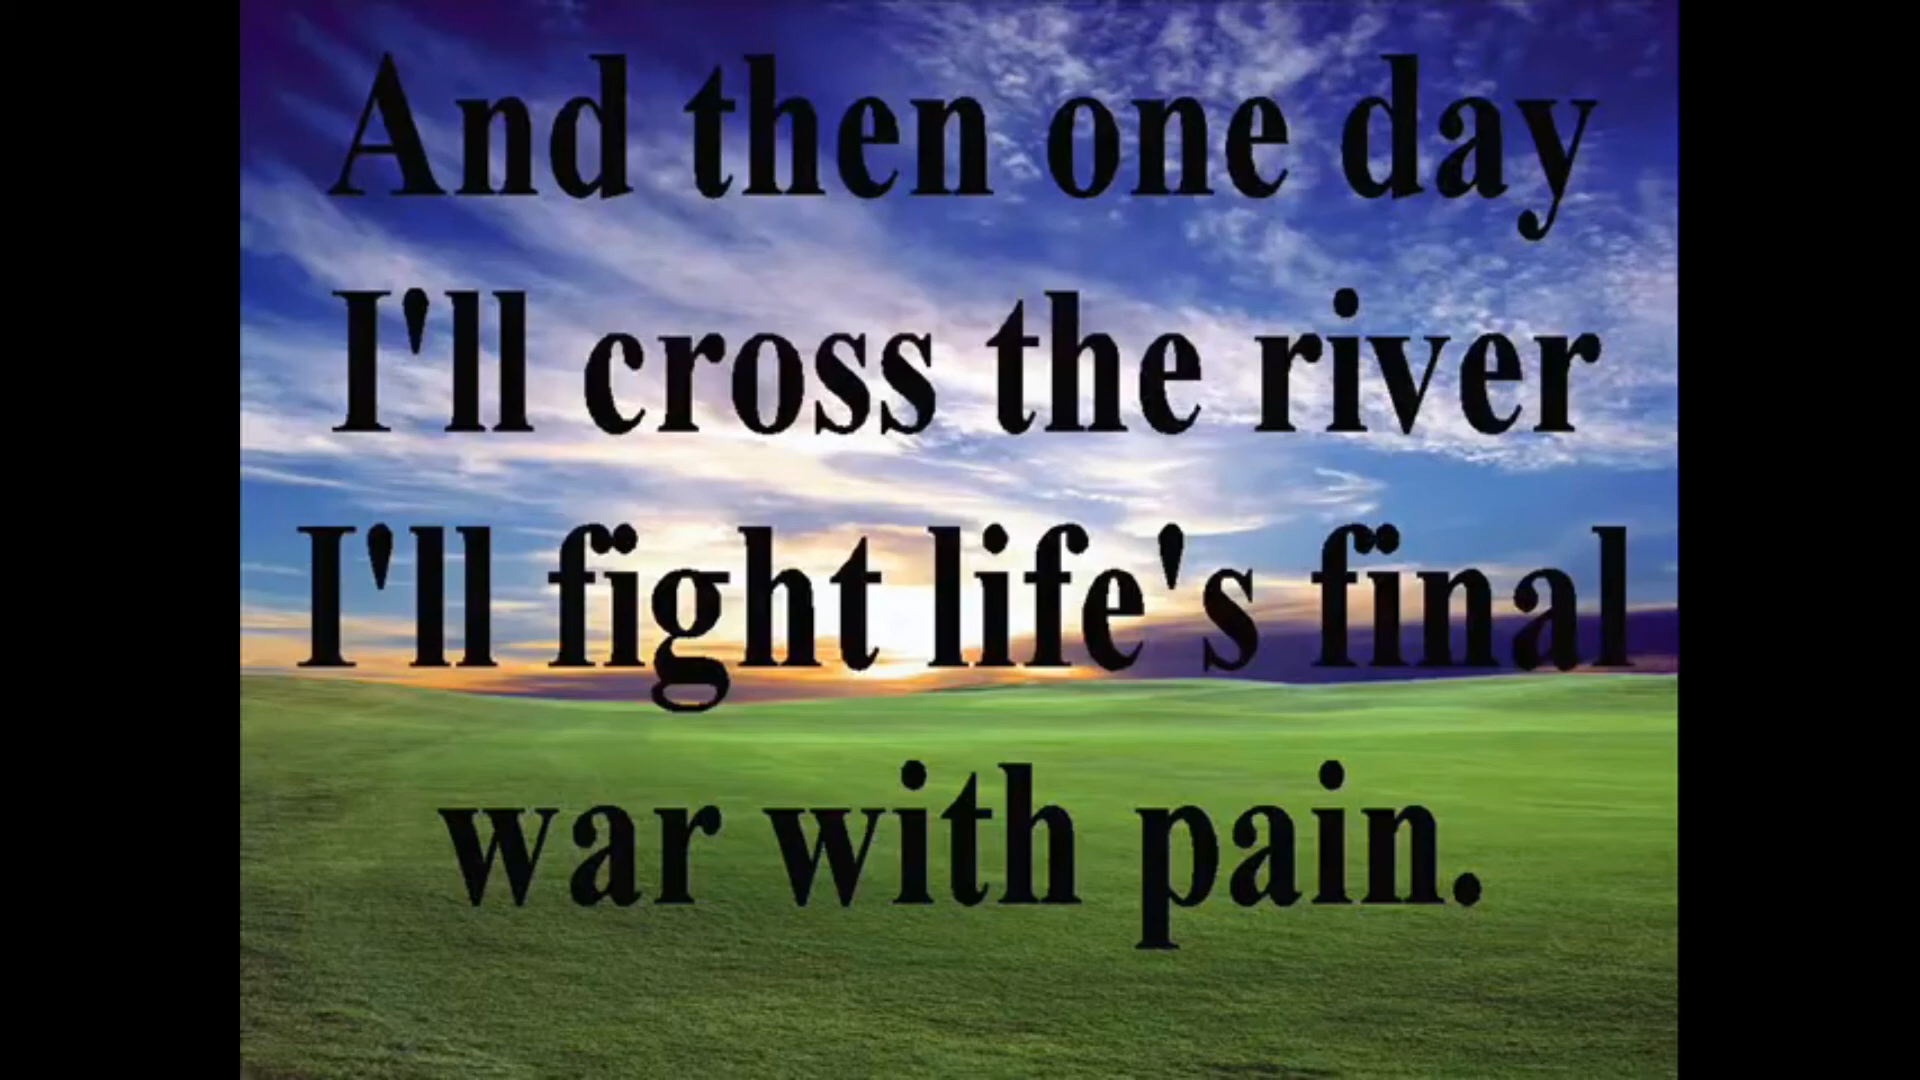 And then one day
I'll cross the river
I'll fight life's final
war with pain.